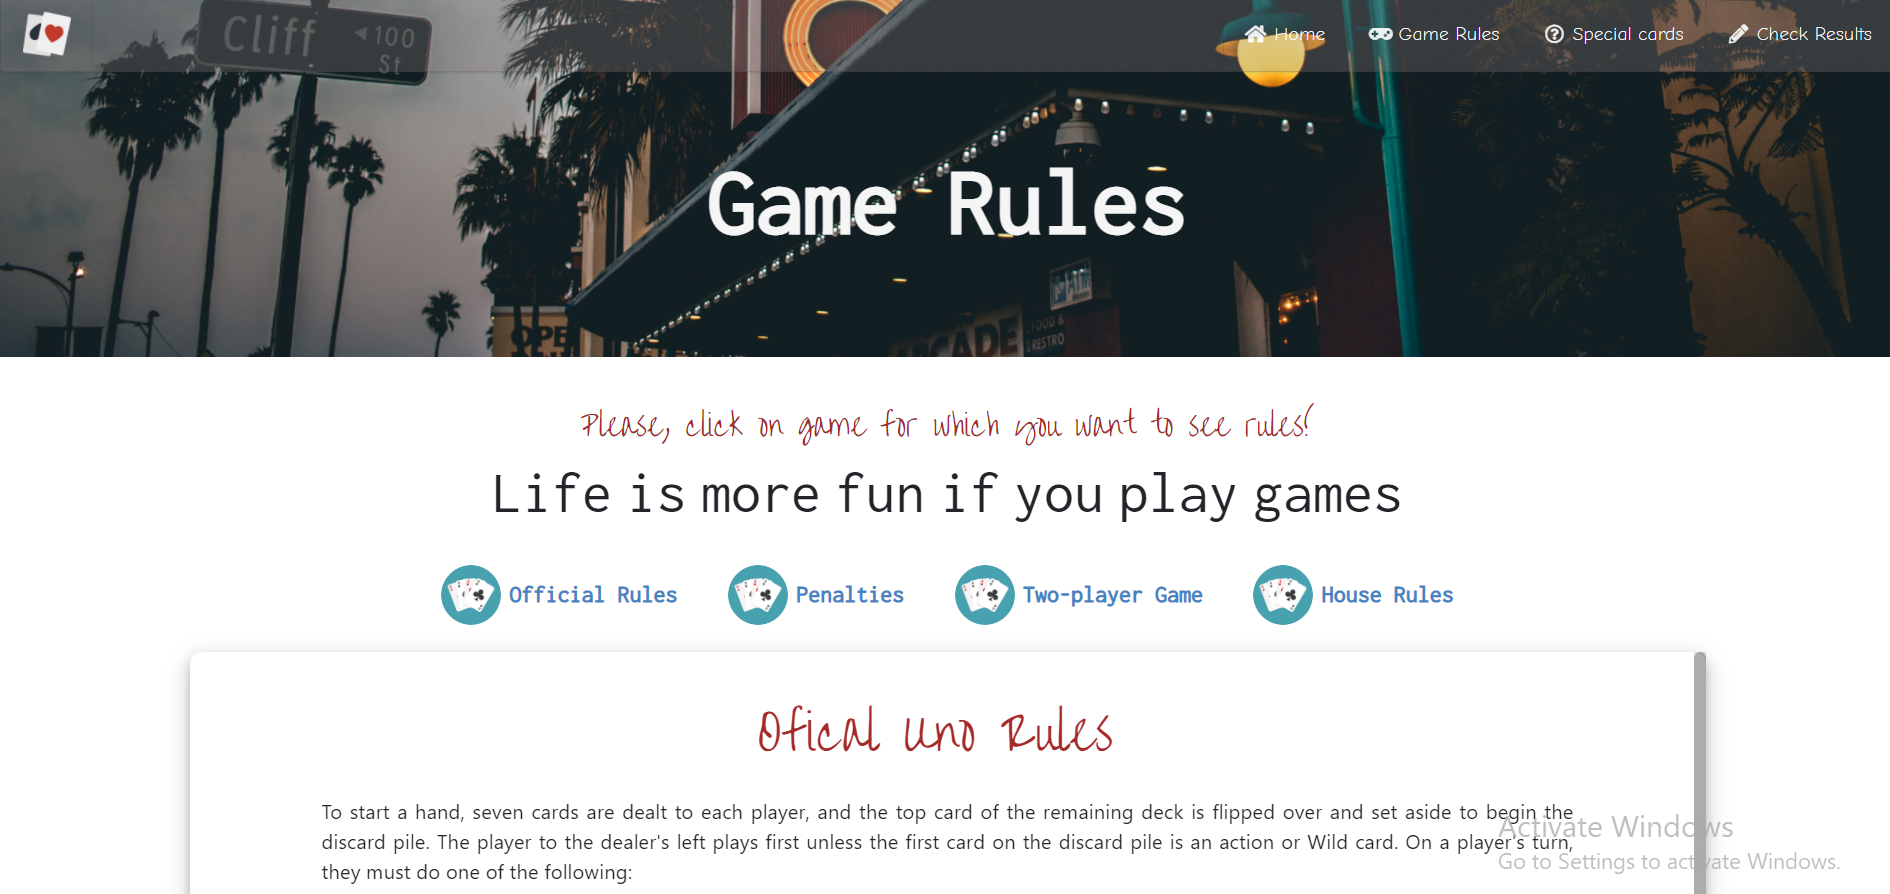 Cliff
100
St
Home
Game Rules
Special cards
Check Results
Game Rules
OPE
ARCADE
FOOD &
RESTRO
ATM
Please, click on game for which you want to see rules!
Life is more fun if you play games
Official Rules
Penalties
Two-player Game
House Rules
Ofical Uno Rules
To start a hand, seven cards are dealt to each player, and the top card of the remaining deck is flipped over and set aside to begin the
discard pile. The player to the dealer's left plays first unless the first card on the discard pile is an action or Wild card. On a player's turn,
they must do one of the following:
Activate Windows
Go to Settings to activate Windows.